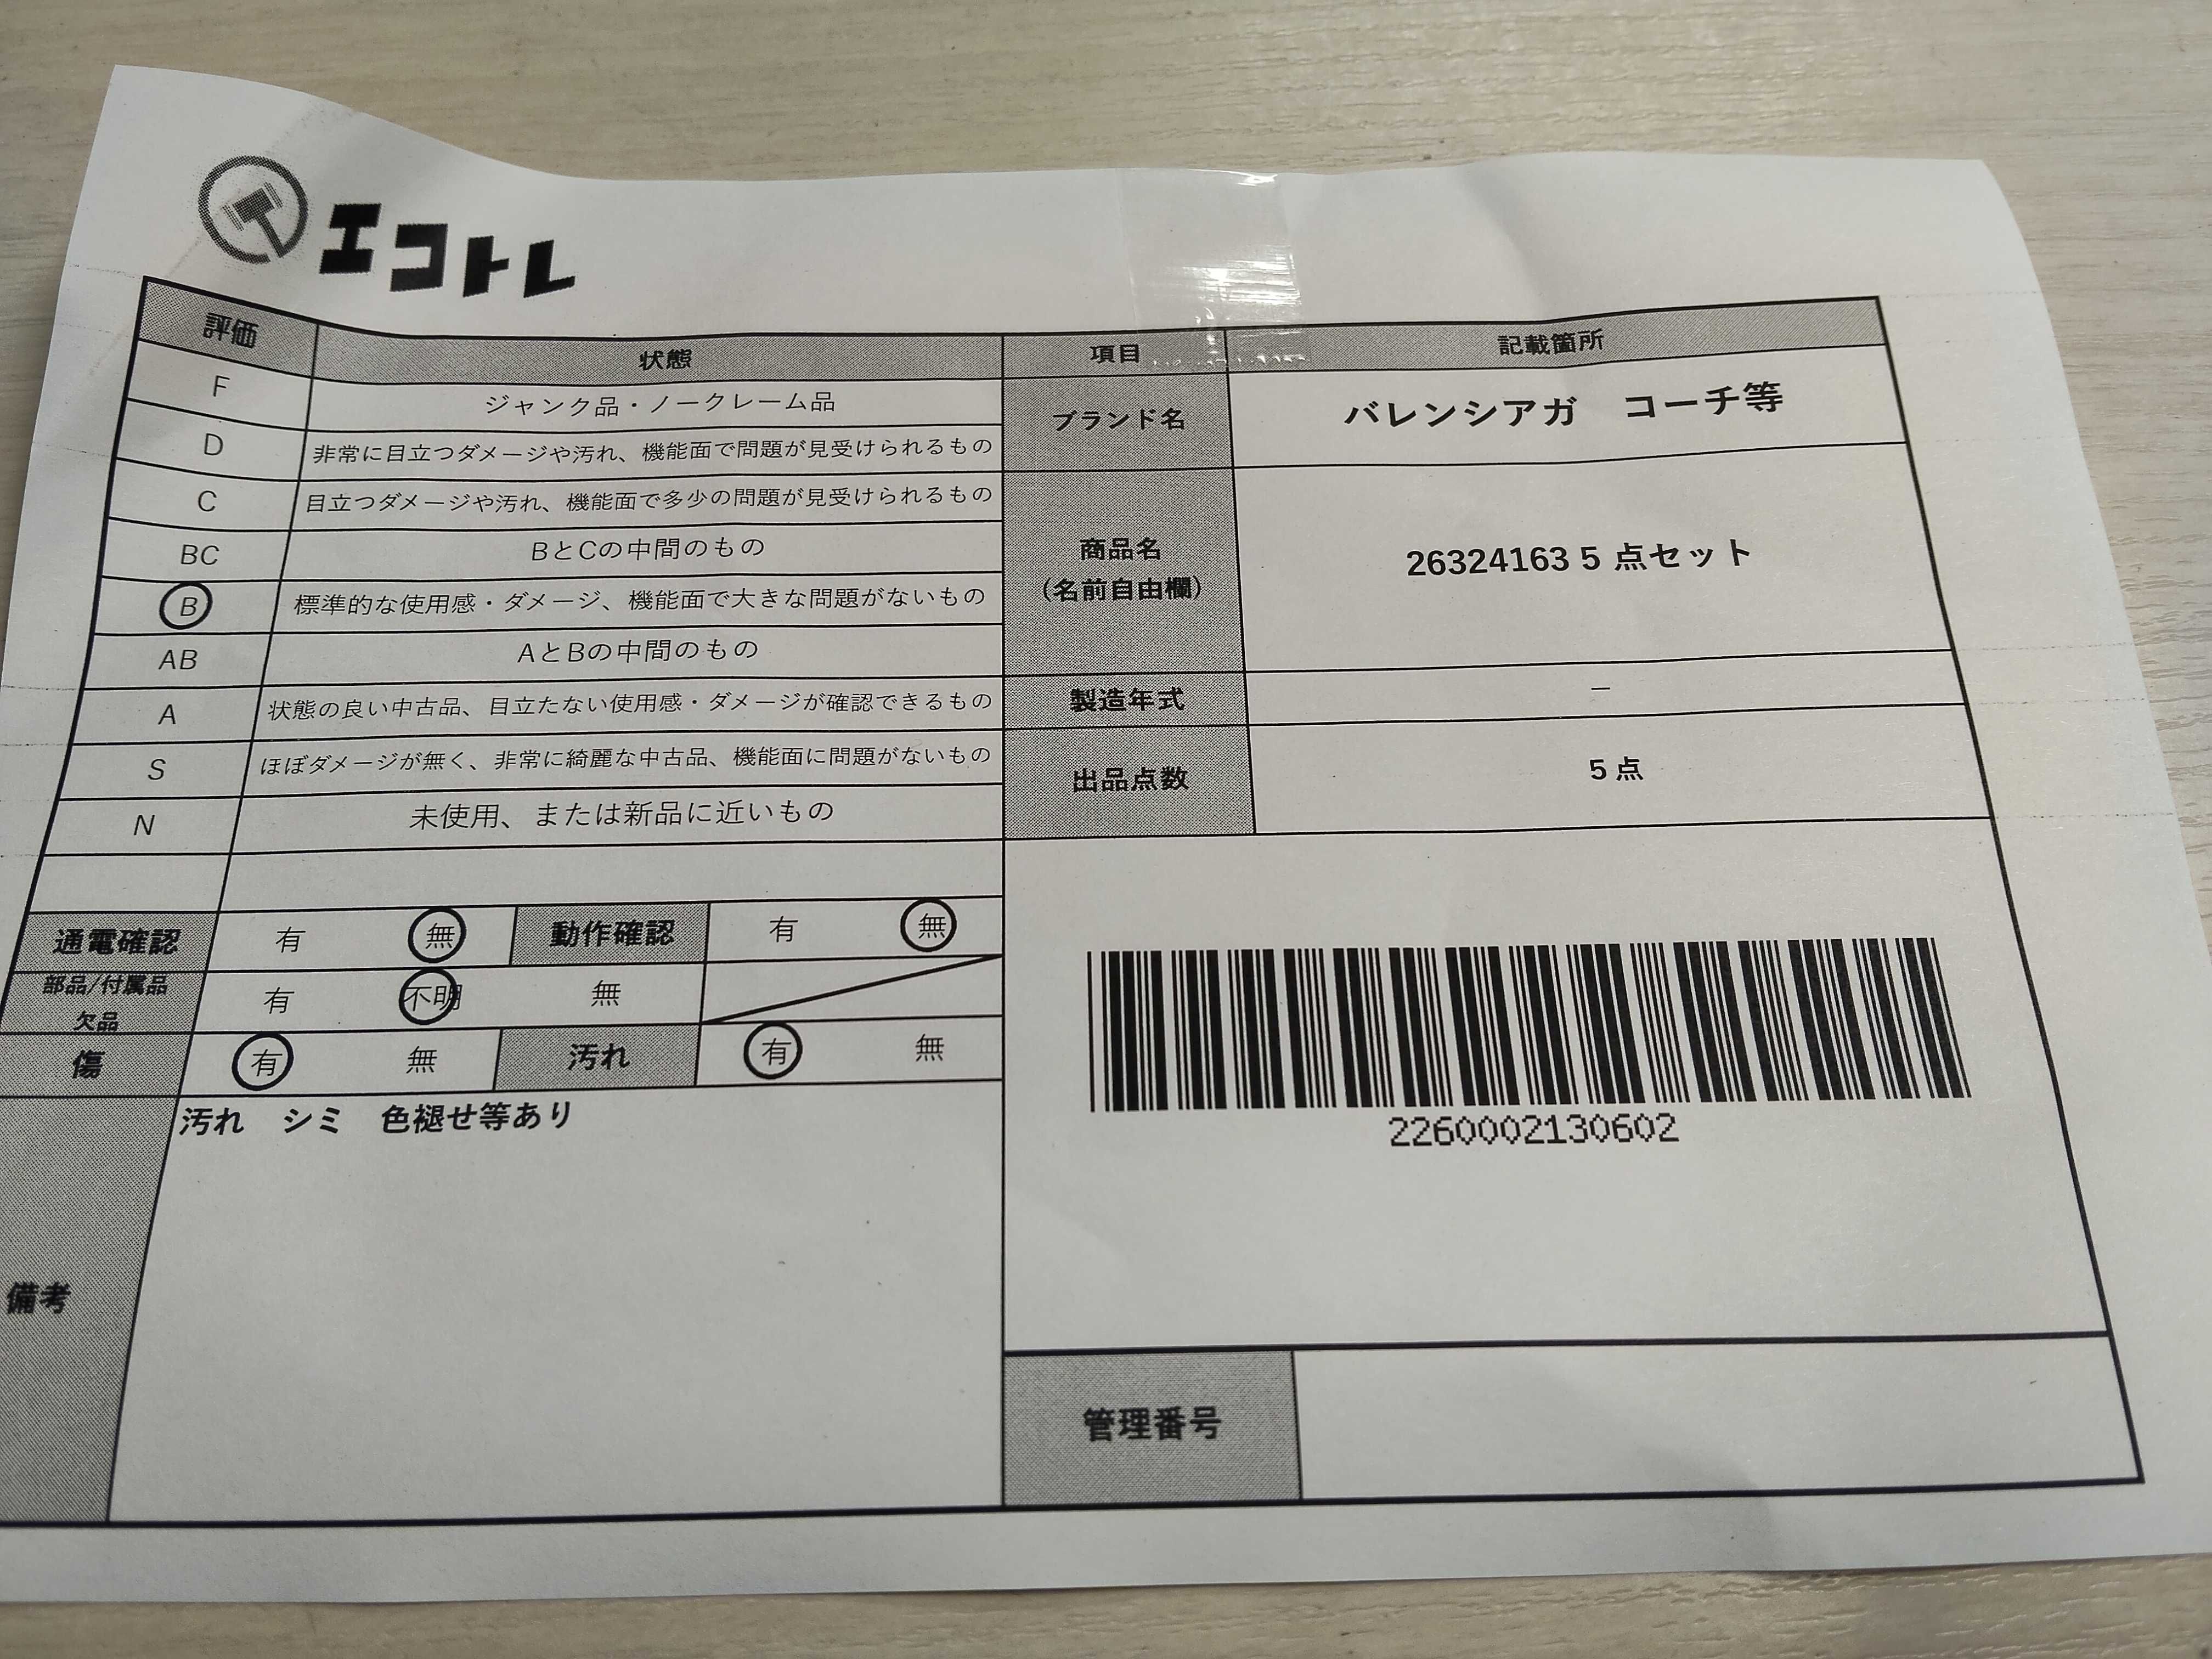 エコトレ
評価 状態
F ジャンク品・ノークレーム品
D 非常に目立つダメージや汚れ、機能面で問題が見受けられるもの
C 目立つダメージや汚れ、機能面で多少の問題が見受けられるもの
BC BとCの中間のもの
B 標準的な使用感・ダメージ、機能面で大きな問題がないもの
AB AとBの中間のもの
A 状態の良い中古品、目立たない使用感・ダメージが確認できるもの
S ほぼダメージが無く、非常に綺麗な中古品、機能面に問題がないもの
N 未使用、または新品に近いもの
通電確認 有 無 動作確認 有 無
部品/付属品
欠品 有 不明 無
傷 有 無 汚れ 有 無
備考
汚れ シミ 色褪せ等あり
項目 記載箇所
ブランド名 バレンシアガ コーチ等
商品名
(名前自由欄)
26324163 5 点セット
製造年式 －
出品点数 5 点
2260002130602
管理番号